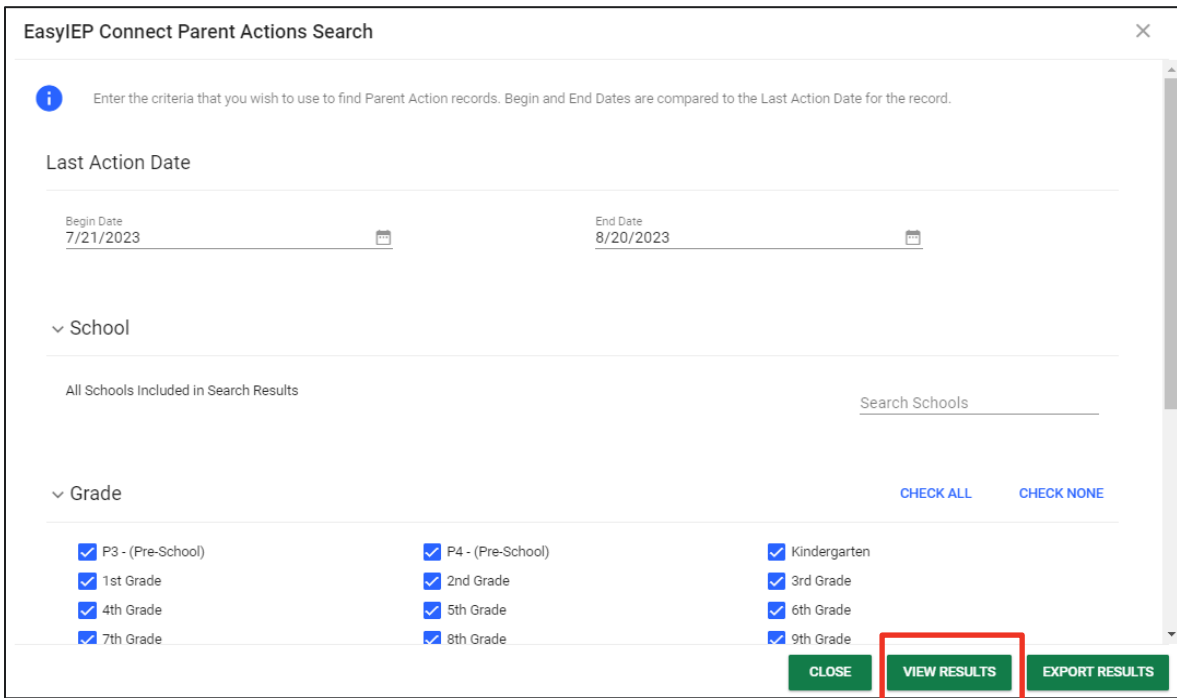 EasyIEP Connect Parent Actions Search
Enter the criteria that you wish to use to find Parent Action records. Begin and End Dates are compared to the Last Action Date for the record.
Last Action Date
Begin Date End Date
7/21/2023 8/20/2023
School
All Schools Included in Search Results
Search Schools
Grade CHECK ALL CHECK NONE
P3 - (Pre-School) P4 - (Pre-School) Kindergarten
1st Grade 2nd Grade 3rd Grade
4th Grade 5th Grade 6th Grade
7th Grade 8th Grade 9th Grade
CLOSE VIEW RESULTS EXPORT RESULTS